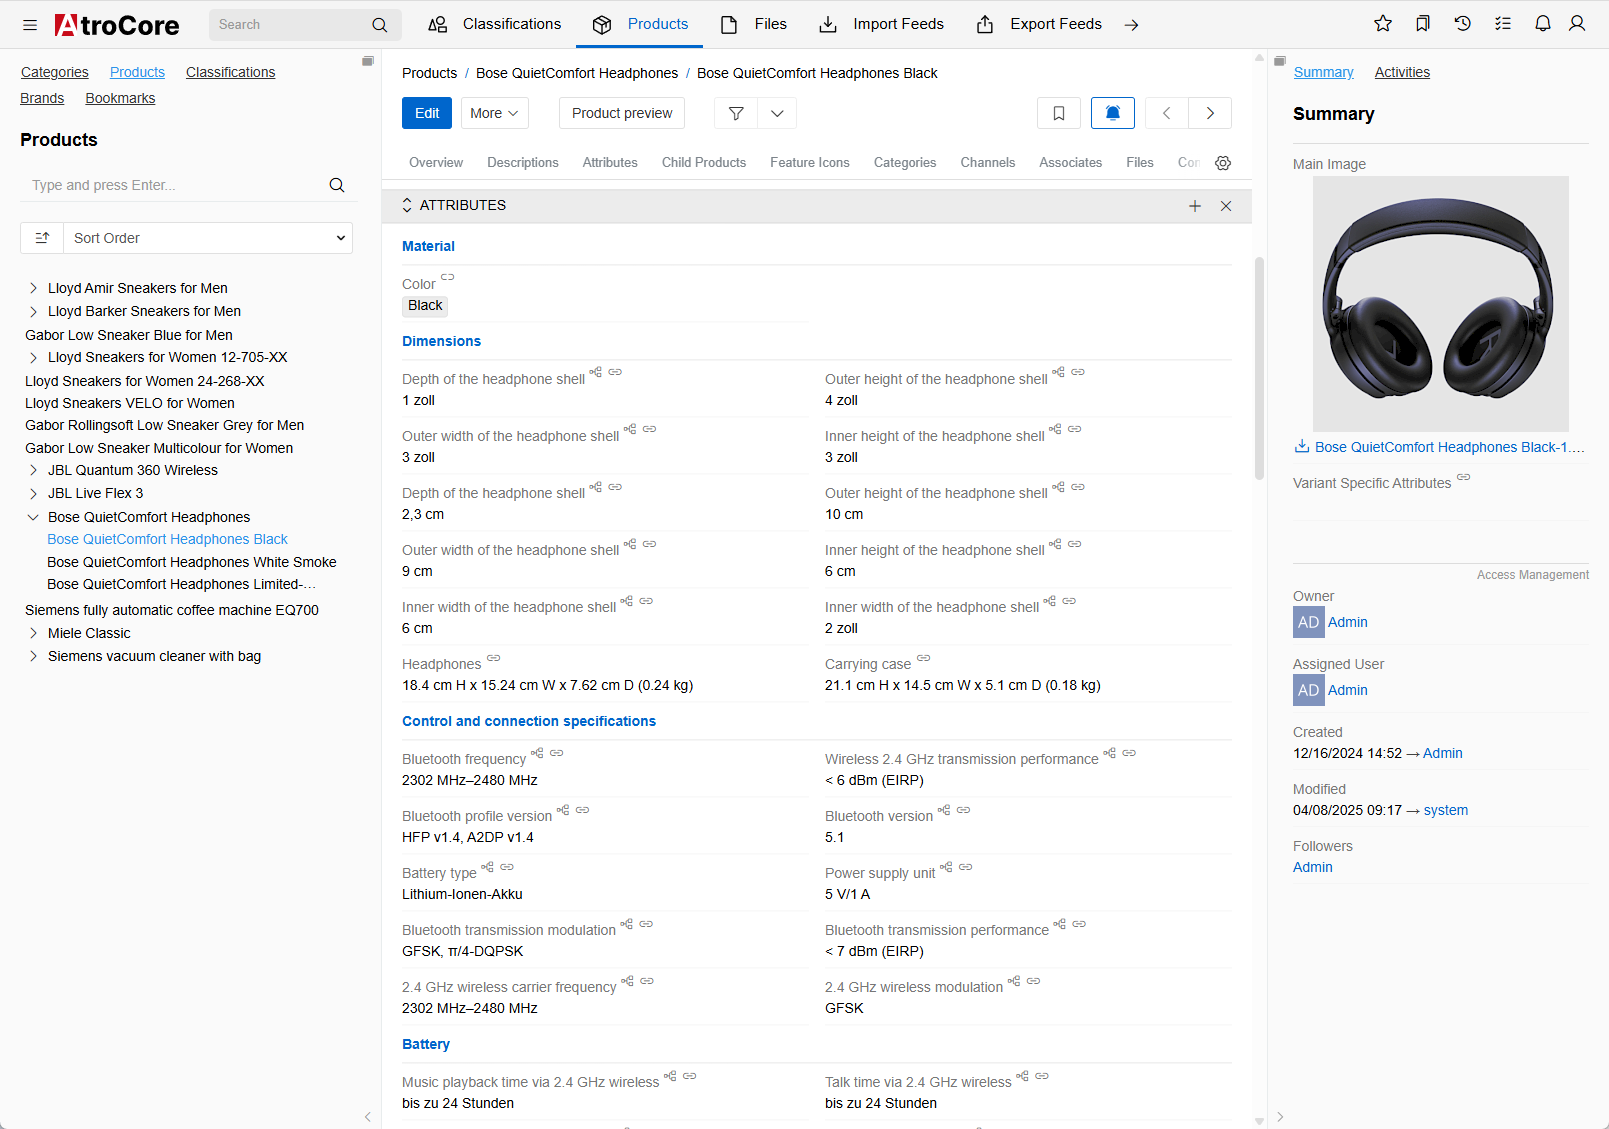 AtroCore
Search
Classifications
Products
Files
Import Feeds
Export Feeds
Categories
Products
Classifications
Brands
Bookmarks
Products
Type and press Enter...
Sort Order
Lloyd Amir Sneakers for Men
Lloyd Barker Sneakers for Men
Gabor Low Sneaker Blue for Men
Lloyd Sneakers for Women 12-705-XX
Lloyd Sneakers for Women 24-268-XX
Lloyd Sneakers VELO for Women
Gabor Rollingsoft Low Sneaker Grey for Men
Gabor Low Sneaker Multicolour for Women
JBL Quantum 360 Wireless
JBL Live Flex 3
Bose QuietComfort Headphones
Bose QuietComfort Headphones Black
Bose QuietComfort Headphones White Smoke
Bose QuietComfort Headphones Limited-...
Siemens fully automatic coffee machine EQ700
Miele Classic
Siemens vacuum cleaner with bag
Products / Bose QuietComfort Headphones / Bose QuietComfort Headphones Black
Edit
More
Product preview
Overview
Descriptions
Attributes
Child Products
Feature Icons
Categories
Channels
Associates
Files
Con
ATTRIBUTES
Material
Color
Black
Dimensions
Depth of the headphone shell
1 zoll
Outer height of the headphone shell
4 zoll
Outer width of the headphone shell
3 zoll
Inner height of the headphone shell
3 zoll
Depth of the headphone shell
2,3 cm
Outer height of the headphone shell
10 cm
Outer width of the headphone shell
9 cm
Inner height of the headphone shell
6 cm
Inner width of the headphone shell
6 cm
Inner width of the headphone shell
2 zoll
Headphones
18.4 cm H x 15.24 cm W x 7.62 cm D (0.24 kg)
Carrying case
21.1 cm H x 14.5 cm W x 5.1 cm D (0.18 kg)
Control and connection specifications
Bluetooth frequency
2302 MHz–2480 MHz
Wireless 2.4 GHz transmission performance
< 6 dBm (EIRP)
Bluetooth profile version
HFP v1.4, A2DP v1.4
Bluetooth version
5.1
Battery type
Lithium-Ionen-Akku
Power supply unit
5 V/1 A
Bluetooth transmission modulation
GFSK, π/4-DQPSK
Bluetooth transmission performance
< 7 dBm (EIRP)
2.4 GHz wireless carrier frequency
2302 MHz–2480 MHz
2.4 GHz wireless modulation
GFSK
Battery
Music playback time via 2.4 GHz wireless
bis zu 24 Stunden
Talk time via 2.4 GHz wireless
bis zu 24 Stunden
Summary
Activities
Summary
Main Image
Bose QuietComfort Headphones Black-1....
Variant Specific Attributes
Access Management
Owner
AD Admin
Assigned User
AD Admin
Created
12/16/2024 14:52 → Admin
Modified
04/08/2025 09:17 → system
Followers
Admin